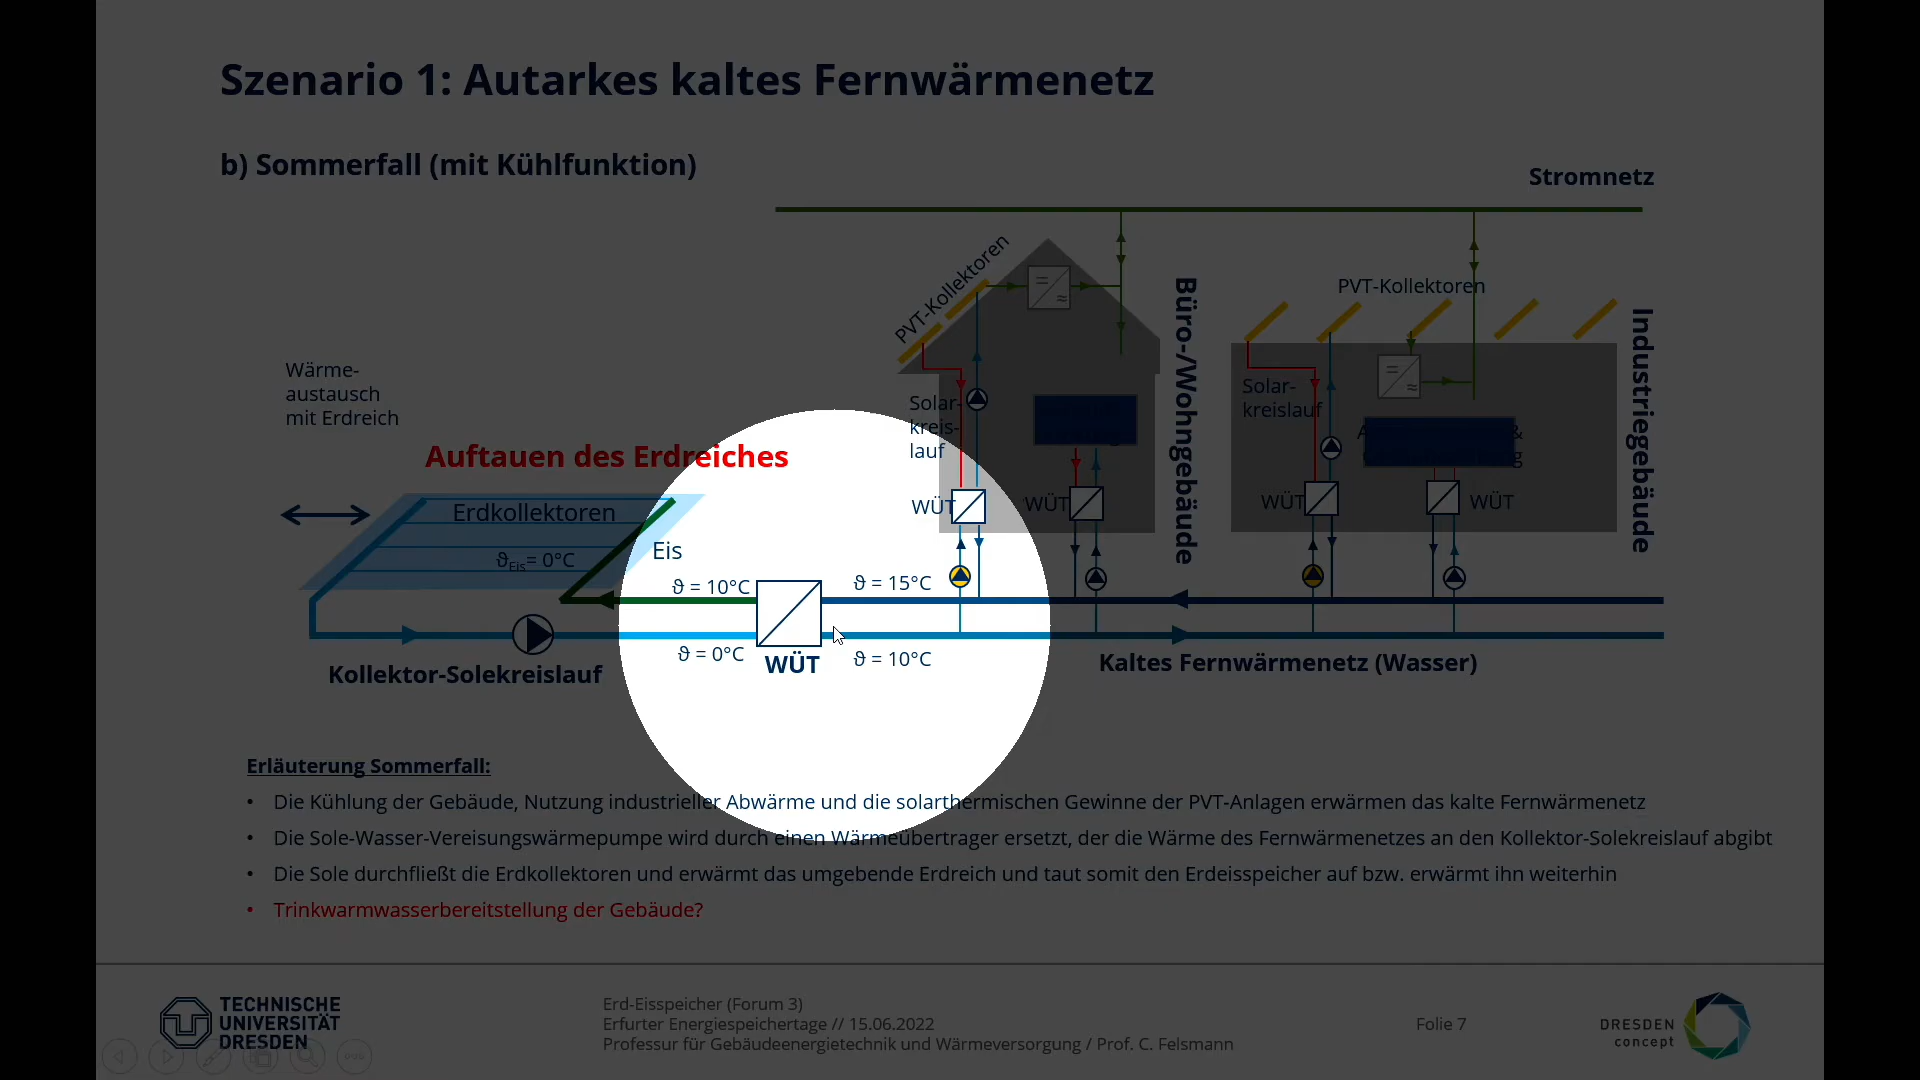 Szenario 1: Autarkes kaltes Fernwärmenetz
b) Sommerfall (mit Kühlfunktion)
Stromnetz
PVT-Kollektoren
PVT-Kollektoren
Büro-/Wohngebäude
Industriegebäude
Wärme-
austausch
mit Erdreich
Solar-
kreis-
lauf
Solar-
kreislauf
Auftauen des Erdreiches
Erdkollektoren
ϑEis= 0°C
Eis
WÜT
WÜT
WÜT
WÜT
ϑ = 10°C
ϑ = 15°C
ϑ = 0°C
ϑ = 10°C
WÜT
Kollektor-Solekreislauf
Kaltes Fernwärmenetz (Wasser)
Erläuterung Sommerfall:
• Die Kühlung der Gebäude, Nutzung industrieller Abwärme und die solarthermischen Gewinne der PVT-Anlagen erwärmen das kalte Fernwärmenetz
• Die Sole-Wasser-Vereisungswärmepumpe wird durch einen Wärmeübertrager ersetzt, der die Wärme des Fernwärmenetzes an den Kollektor-Solekreislauf abgibt
• Die Sole durchfließt die Erdkollektoren und erwärmt das umgebende Erdreich und taut somit den Erdeisspeicher auf bzw. erwärmt ihn weiterhin
• Trinkwarmwasserbereitstellung der Gebäude?
TECHNISCHE
UNIVERSITÄT
DRESDEN
Erd-Eisspeicher (Forum 3)
Erfurter Energiespeichertage // 15.06.2022
Professur für Gebäudeenergietechnik und Wärmeversorgung / Prof. C. Felsmann
Folie 7
DRESDEN
concept